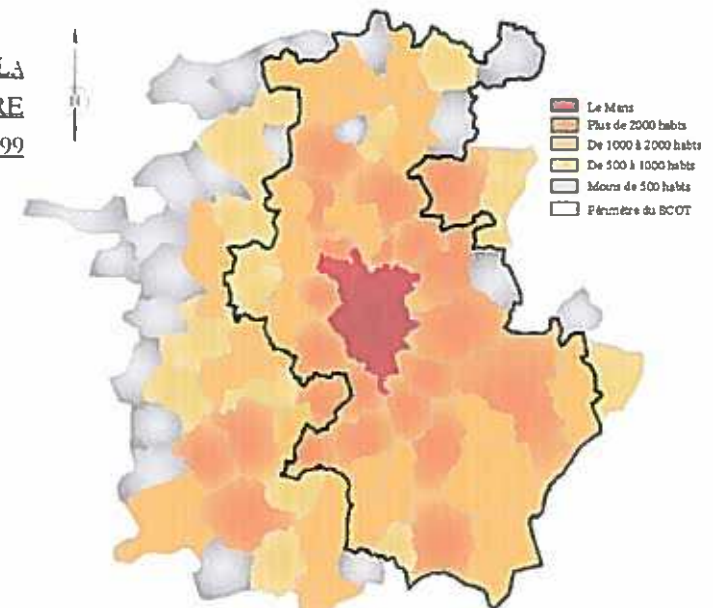 LA
RE
99
Le Mans
Plus de 2000 habts
De 1000 à 2000 habts
De 500 à 1000 habts
Moins de 500 habts
Périmètre du SCOT